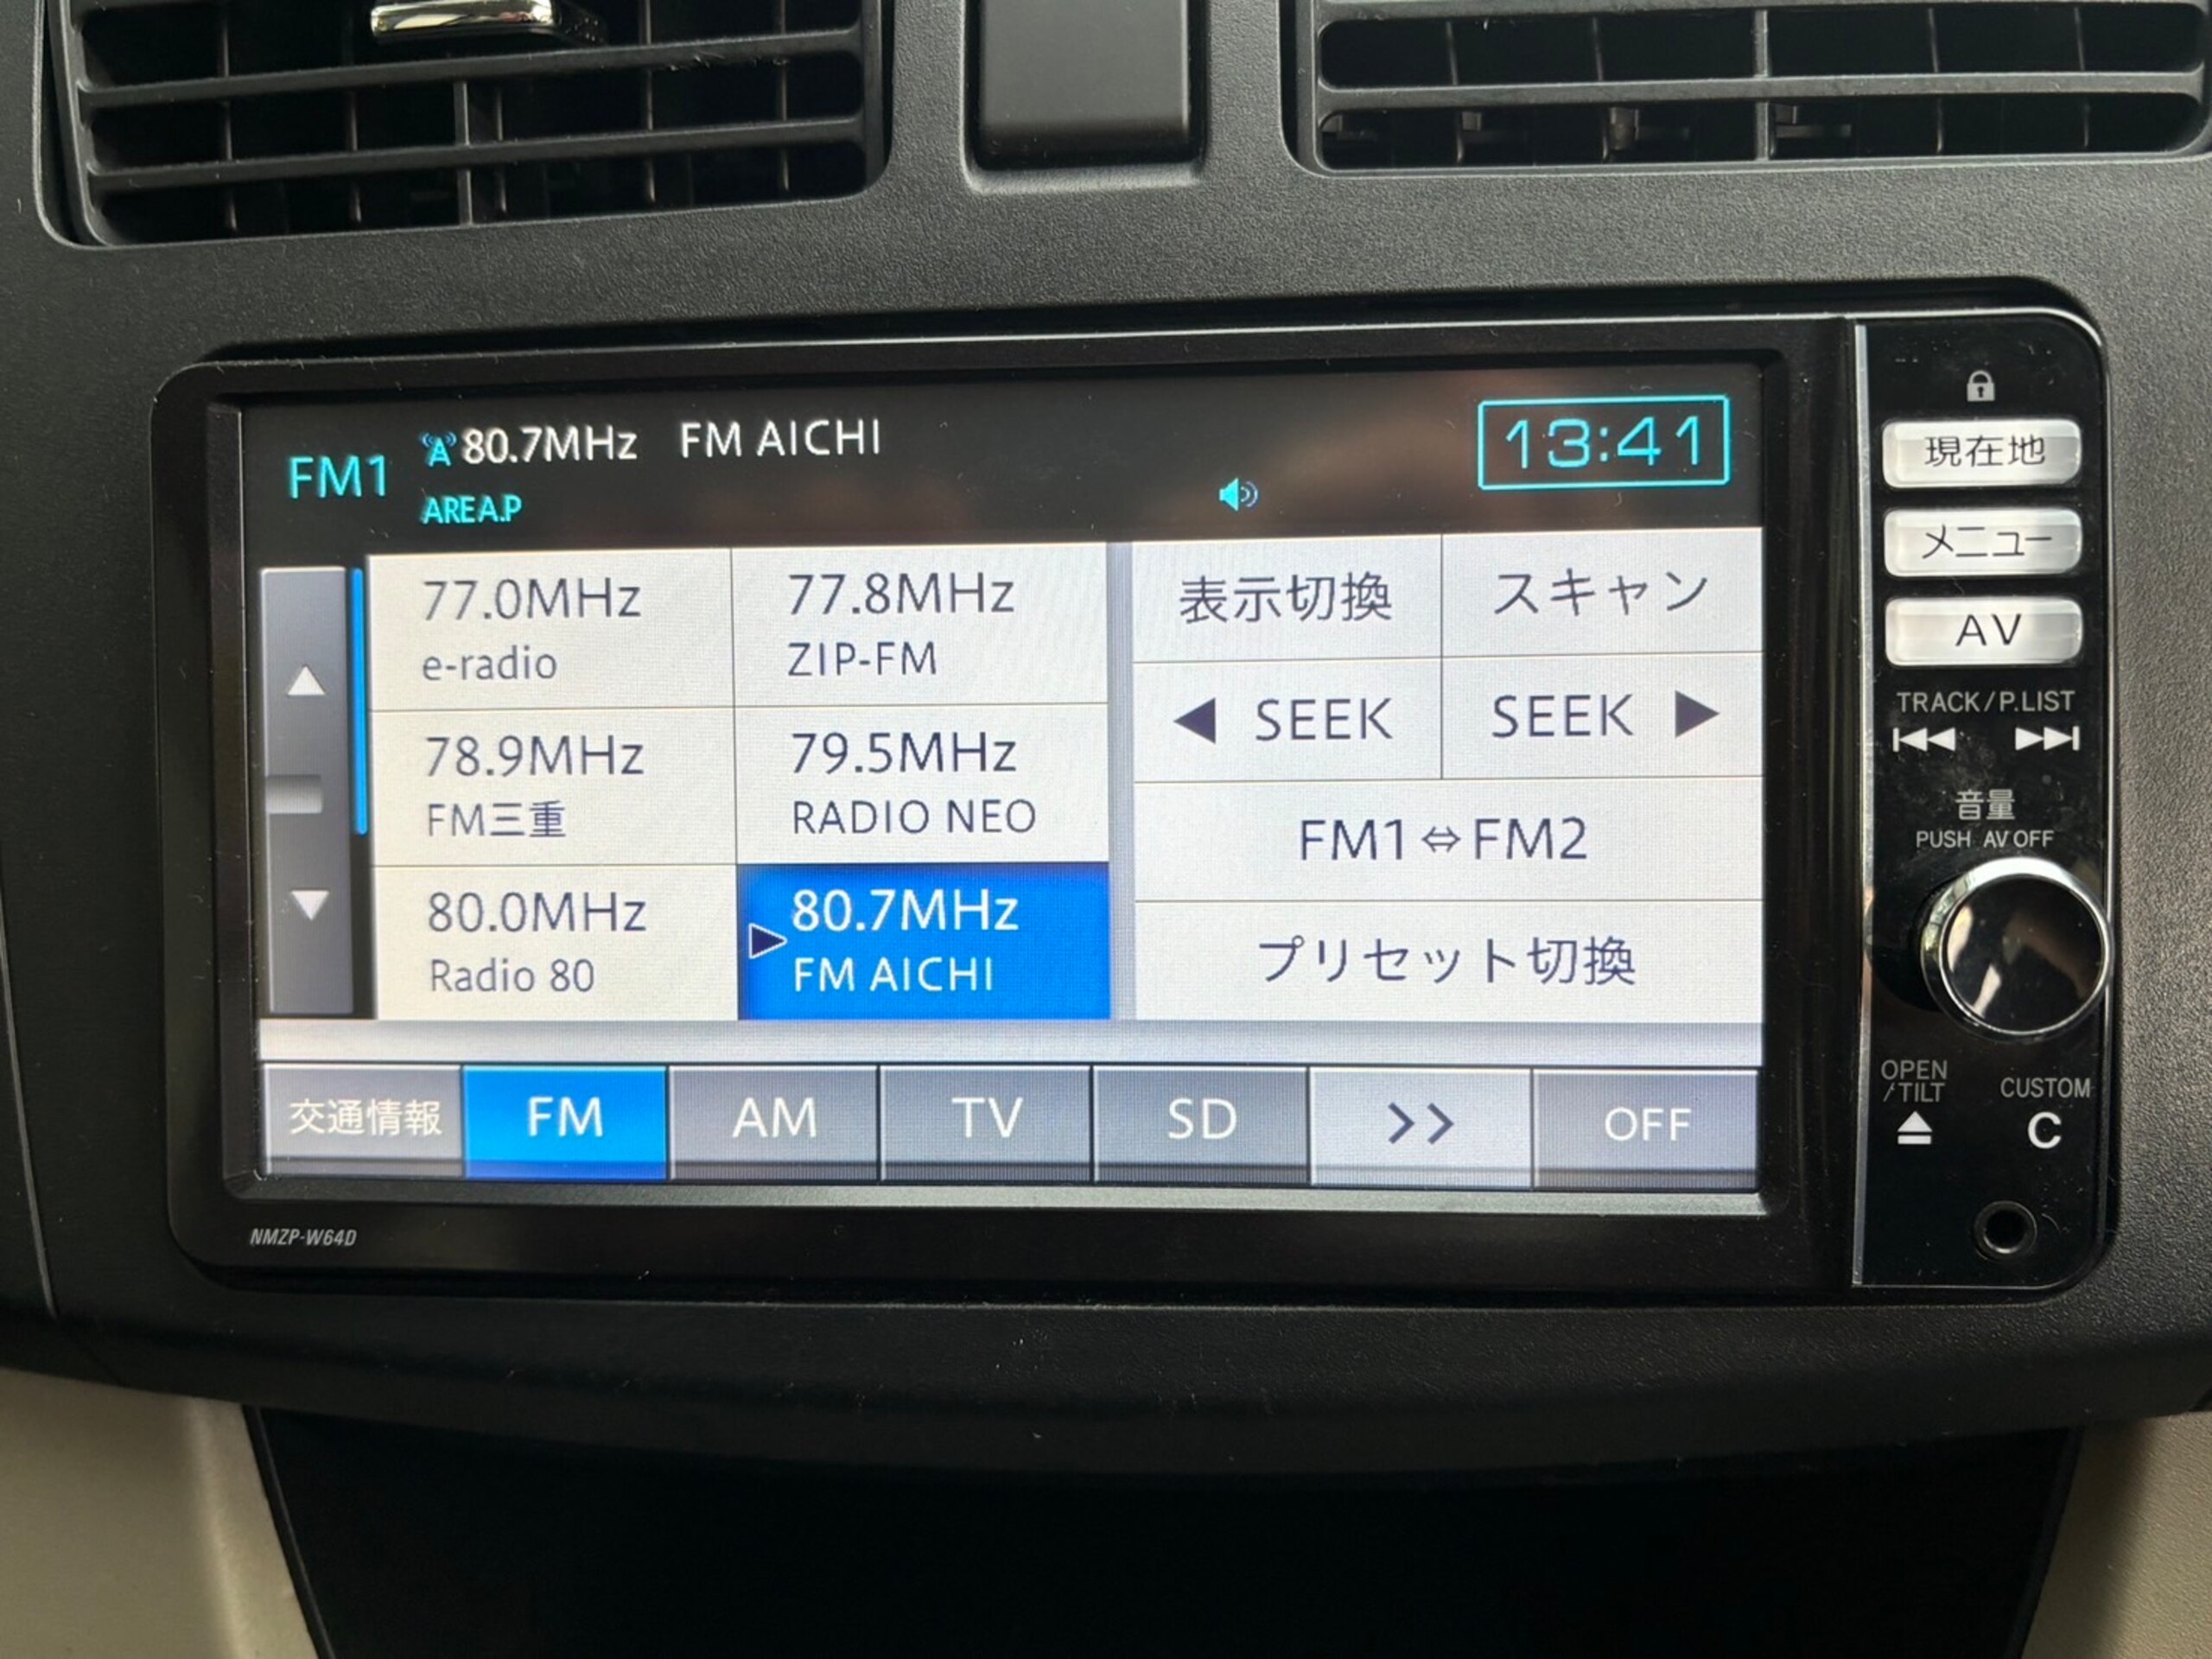 FM1
80.7MHz FM AICHI
AREA.P
13:41
77.0MHz
e-radio
77.8MHz
ZIP-FM
78.9MHz
FM三重
79.5MHz
RADIO NEO
80.0MHz
Radio 80
80.7MHz
FM AICHI
表示切換
スキャン
SEEK
SEEK
FM1⇔FM2
プリセット切換
交通情報
FM
AM
TV
SD
>>
OFF
NMZP-W64D
現在地
メニュー
AV
TRACK/P.LIST
音量
PUSH AV OFF
OPEN
/TILT
CUSTOM
C